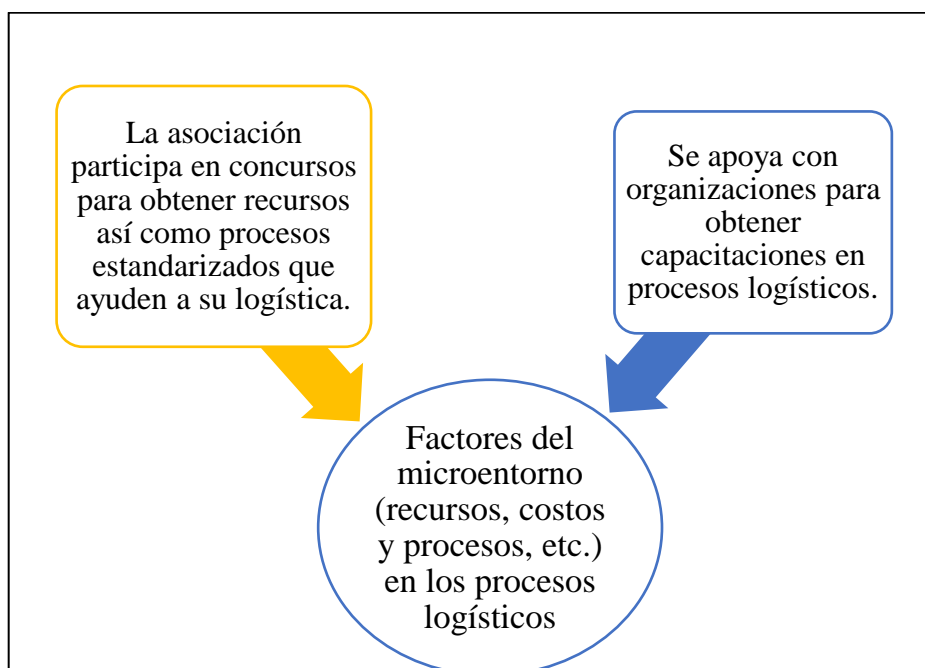 La asociación
participa en concursos
para obtener recursos
así como procesos
estandarizados que
ayuden a su logística.
Se apoya con
organizaciones para
obtener
capacitaciones en
procesos logísticos.
Factores del
microentorno
(recursos, costos
y procesos, etc.)
en los procesos
logísticos